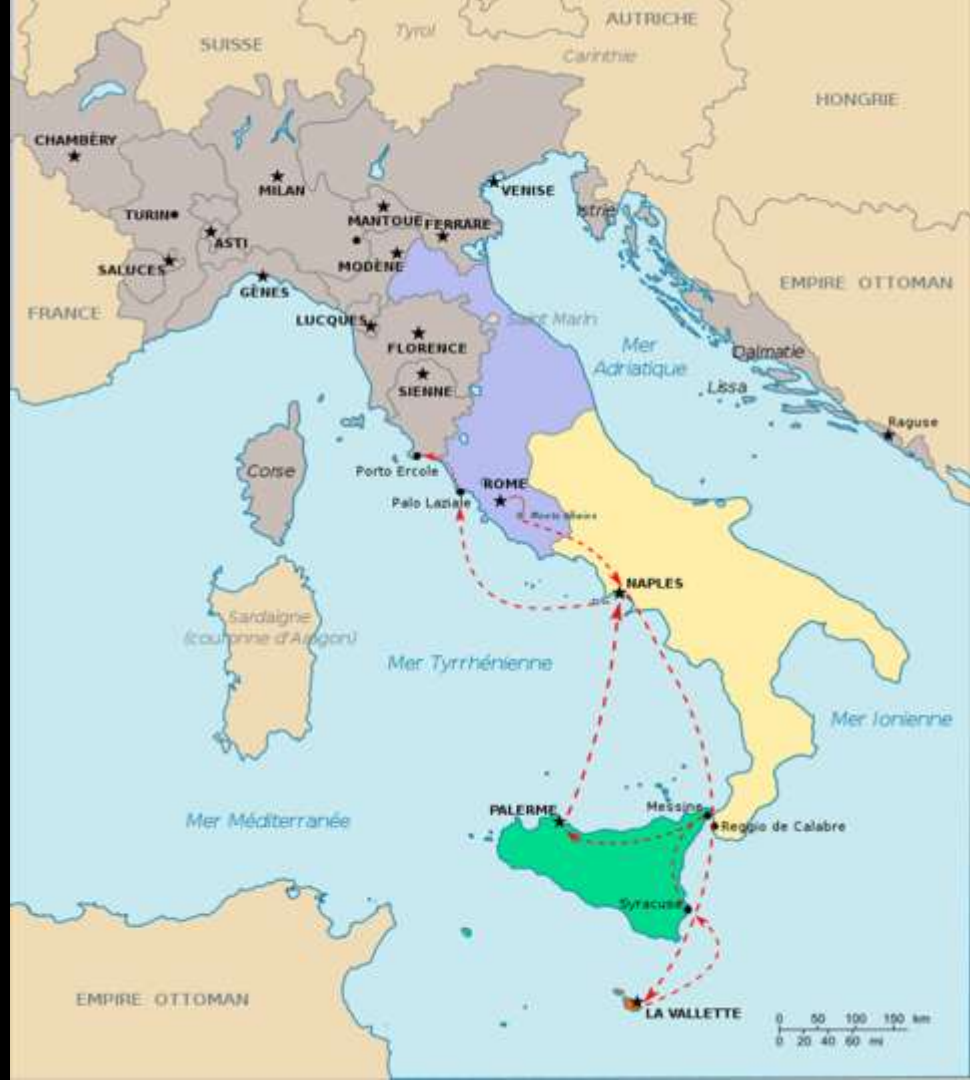 AUTRICHE
SUISSE
Tyrol
Carinthie
HONGRIE
CHAMBÉRY
MILAN
VENISE
TURIN
MANTOUE
FERRARE
Istrie
ASTI
SALUCES
MODÈNE
GÊNES
EMPIRE OTTOMAN
FRANCE
LUCQUES
Saint Marin
FLORENCE
Mer
Adriatique
Dalmatie
SIENNE
Lissa
Raguse
Corse
Porto Ercole
ROME
Palo Laziale
NAPLES
Sardaigne
(couronne d'Aragon)
Mer Tyrrhénienne
Mer Ionienne
PALERME
Messine
Mer Méditerranée
Reggio de Calabre
Syracuse
EMPIRE OTTOMAN
LA VALLETTE
0 50 100 150 km
0 20 40 60 mi